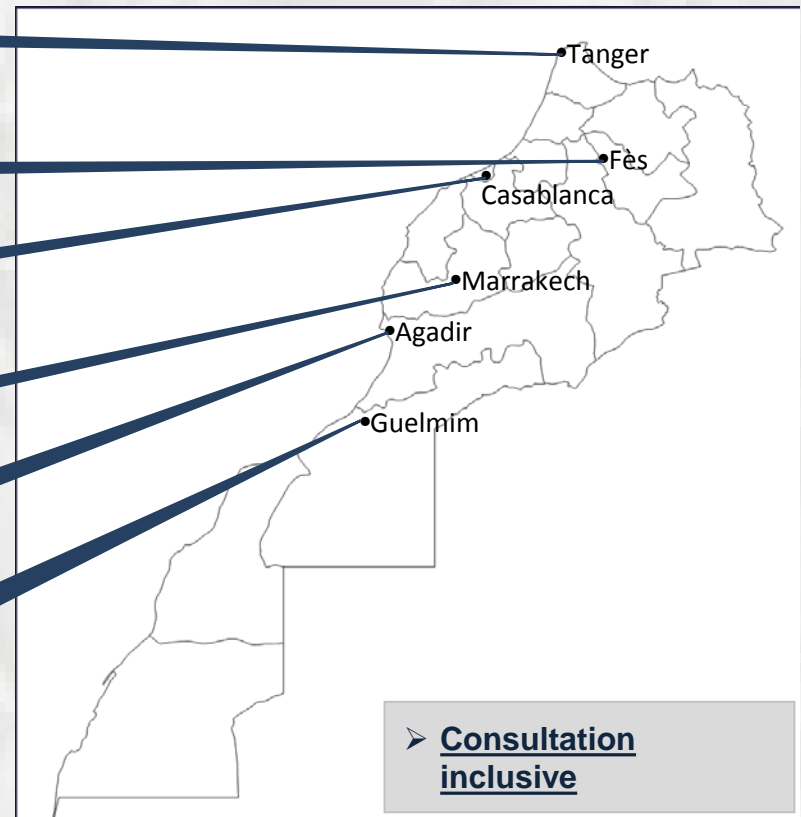 Tanger
Fès
Casablanca
Marrakech
Agadir
Guelmim
➢ Consultation
inclusive